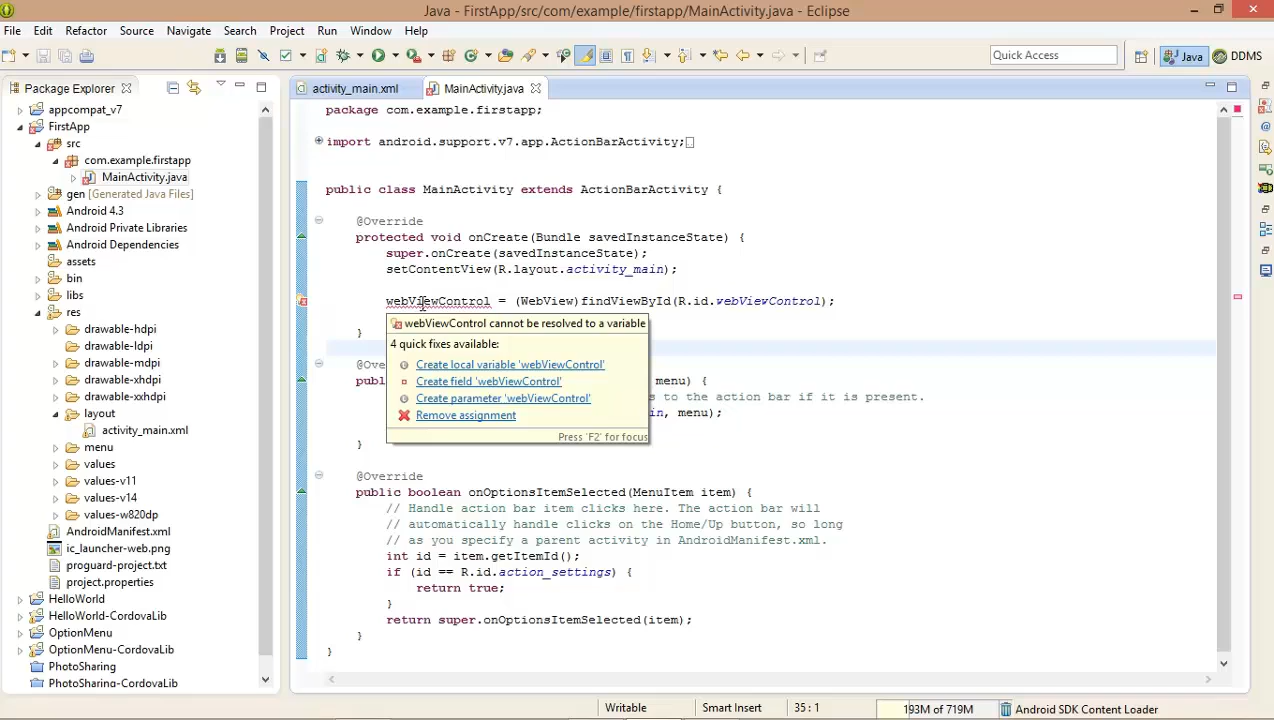 Java - FirstApp/src/com/example/firstapp/MainActivity.java - Eclipse
File Edit Refactor Source Navigate Search Project Run Window Help
Quick Access
Java
DDMS
Package Explorer
appcompat_v7
FirstApp
src
com.example.firstapp
MainActivity.java
gen [Generated Java Files]
Android 4.3
Android Private Libraries
Android Dependencies
assets
bin
libs
res
drawable-hdpi
drawable-ldpi
drawable-mdpi
drawable-xhdpi
drawable-xxhdpi
layout
activity_main.xml
menu
values
values-v11
values-v14
values-w820dp
AndroidManifest.xml
ic_launcher-web.png
proguard-project.txt
project.properties
HelloWorld
HelloWorld-CordovaLib
OptionMenu
OptionMenu-CordovaLib
PhotoSharing
PhotoSharing-CordovaLib
activity_main.xml
MainActivity.java
package com.example.firstapp;
import android.support.v7.app.ActionBarActivity;
public class MainActivity extends ActionBarActivity {
@Override
protected void onCreate(Bundle savedInstanceState) {
super.onCreate(savedInstanceState);
setContentView(R.layout.activity_main);
webViewControl = (WebView)findViewById(R.id.webViewControl);
webViewControl cannot be resolved to a variable
}
4 quick fixes available:
Create local variable 'webViewControl'
Create field 'webViewControl'
Create parameter 'webViewControl'
Remove assignment
Press 'F2' for focus
@Ove
pub menu) {
s to the action bar if it is present.
in, menu);
}
@Override
public boolean onOptionsItemSelected(MenuItem item) {
// Handle action bar item clicks here. The action bar will
// automatically handle clicks on the Home/Up button, so long
// as you specify a parent activity in AndroidManifest.xml.
int id = item.getItemId();
if (id == R.id.action_settings) {
return true;
}
return super.onOptionsItemSelected(item);
}
}
Writable
Smart Insert
35 : 1
193M of 719M
Android SDK Content Loader